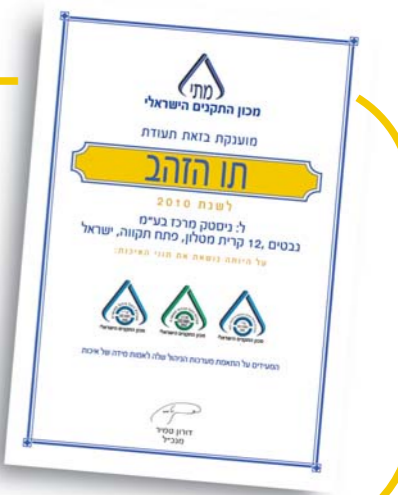 מתי
מכון התקנים הישראלי
מוענקת בזאת תעודת
תו הזהב
לשנת 2010
ל: ניסטק מרכז בע״מ
נבטים ,12 קרית מטלון, פתח תקווה, ישראל
על היותה נושאת את תווי האיכות:
מכון התקנים הישראלי
מכון התקנים הישראלי
מכון התקנים הישראלי
המעידים על התאמת מערכות הניהול שלה לאמות מידה של איכות
דורון טמיר
מנכ״ל